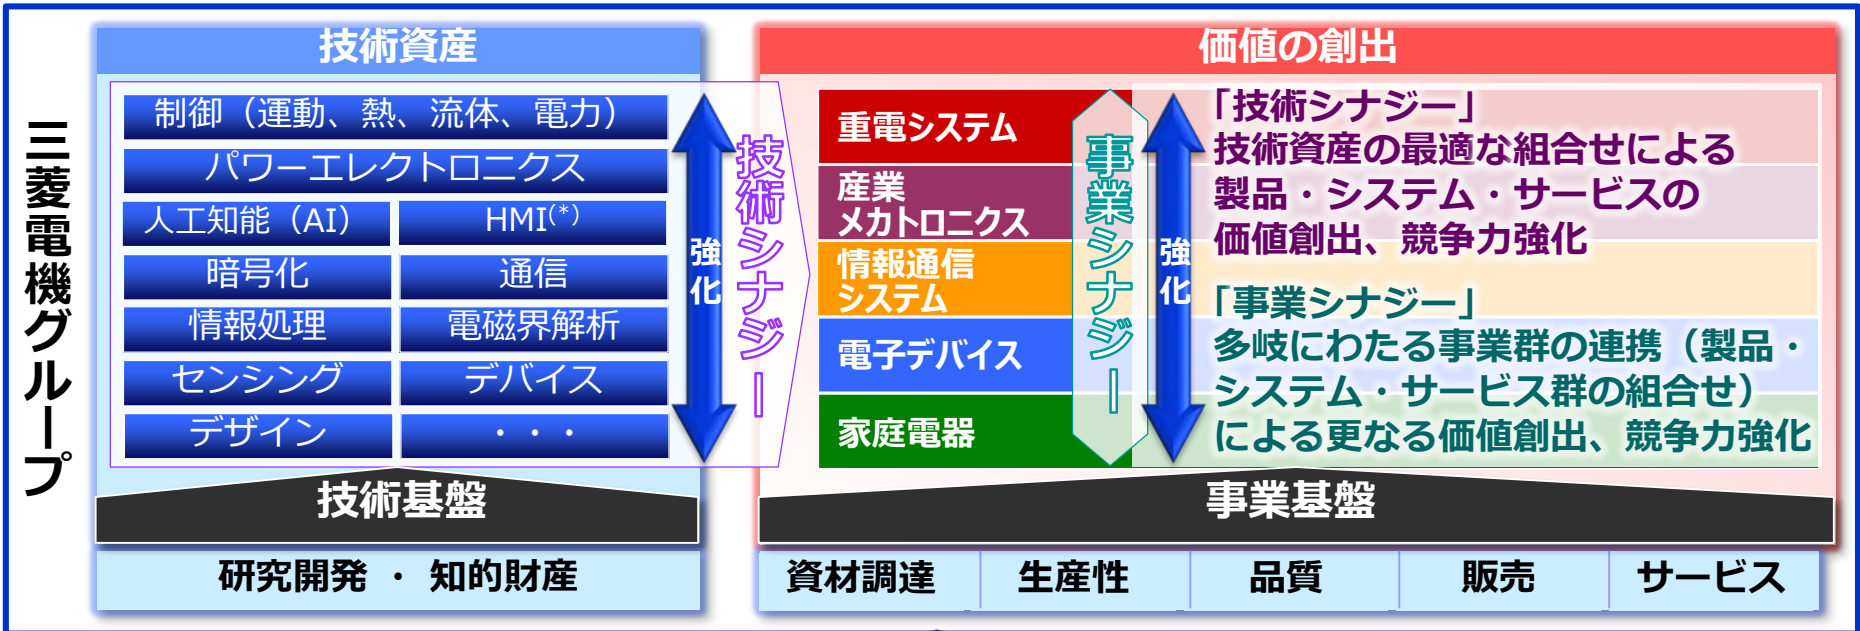 三菱電機グループ
技術資産
制御（運動、熱、流体、電力）
パワーエレクトロニクス
人工知能（AI）
HMI(*)
暗号化
通信
情報処理
電磁界解析
センシング
デバイス
デザイン
・・・
強化
技術シナジー
技術基盤
研究開発 ・ 知的財産
価値の創出
重電システム
産業
メカトロニクス
情報通信
システム
電子デバイス
家庭電器
事業シナジー
強化
「技術シナジー」
技術資産の最適な組合せによる
製品・システム・サービスの
価値創出、競争力強化
「事業シナジー」
多岐にわたる事業群の連携（製品・
システム・サービス群の組合せ）
による更なる価値創出、競争力強化
事業基盤
資材調達
生産性
品質
販売
サービス